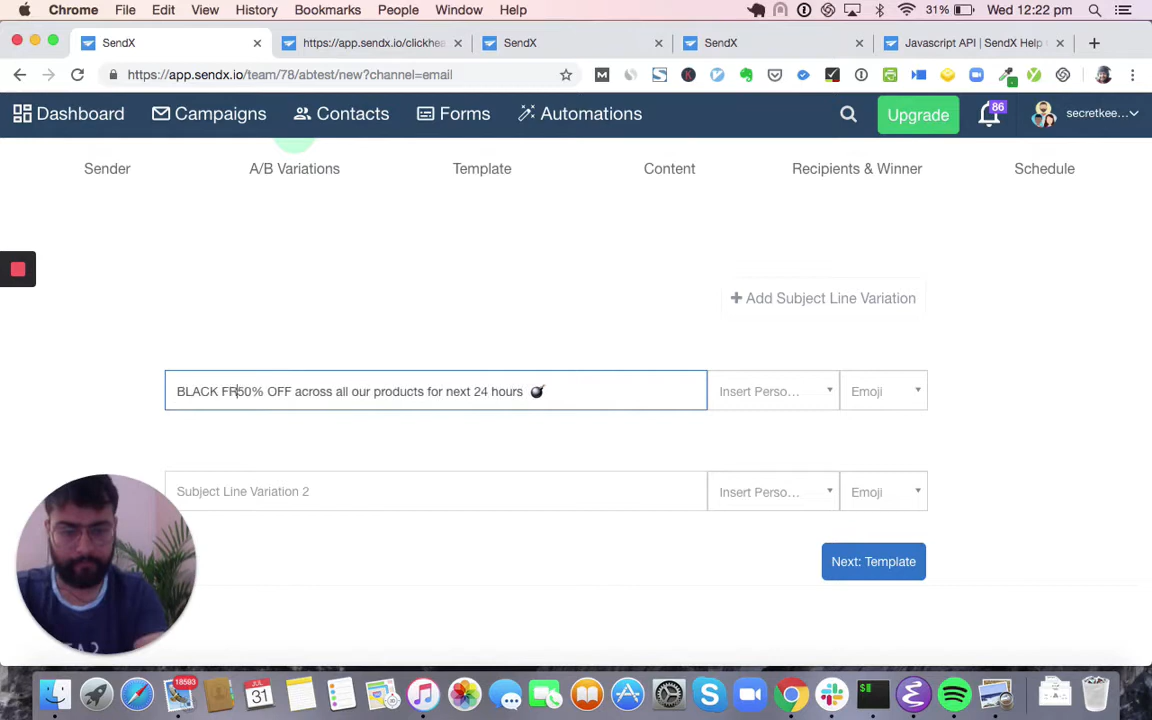 Chrome File Edit View History Bookmarks People Window Help 31% Wed 12:22 pm
SendX https://app.sendx.io/clickhea SendX SendX Javascript API | SendX Help
https://app.sendx.io/team/78/abtest/new?channel=email
Dashboard Campaigns Contacts Forms Automations Upgrade 86 secretkee...
Sender A/B Variations Template Content Recipients & Winner Schedule
+ Add Subject Line Variation
BLACK FR50% OFF across all our products for next 24 hours Insert Perso... Emoji
Subject Line Variation 2 Insert Perso... Emoji
Next: Template
18593
JUL
31